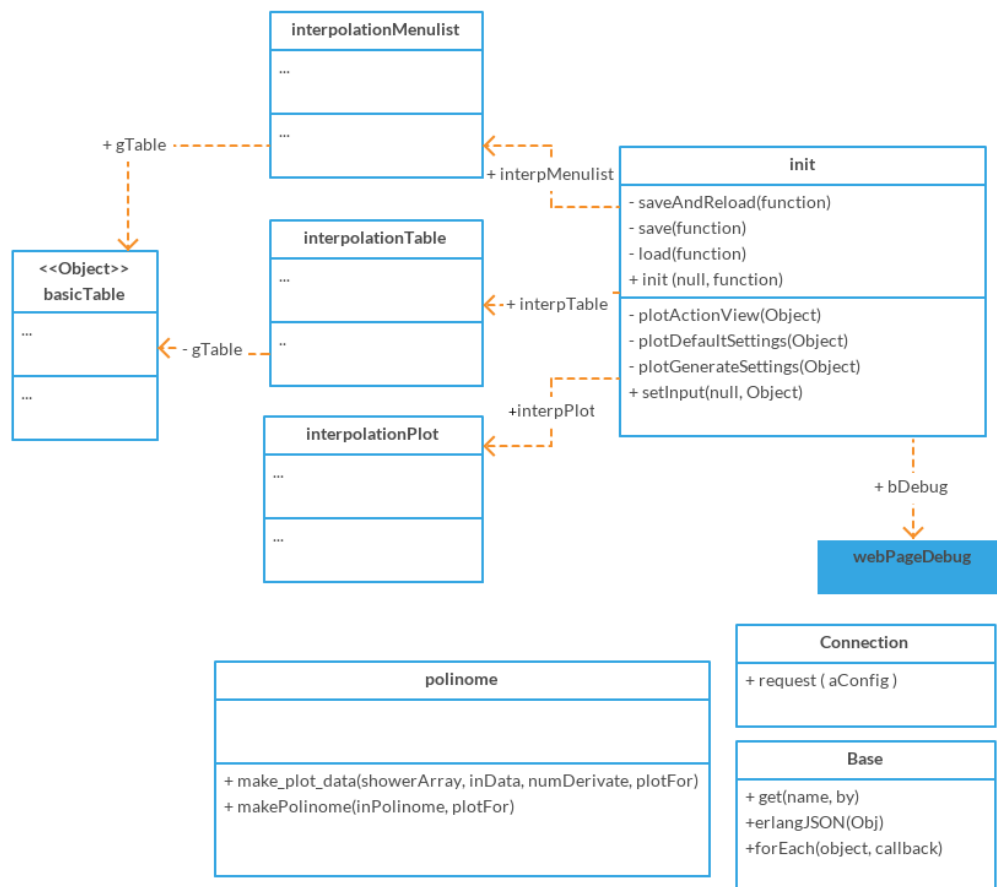 interpolationMenulist
...
...
+ gTable
+ interpMenulist
init
- saveAndReload(function)
- save(function)
- load(function)
+ init (null, function)
- plotActionView(Object)
- plotDefaultSettings(Object)
- plotGenerateSettings(Object)
+ setInput(null, Object)
interpolationTable
...
..
+ interpTable
<<Object>>
basicTable
...
...
- gTable
interpolationPlot
...
...
+interpPlot
+ bDebug
webPageDebug
Connection
+ request ( aConfig )
polinome
+ make_plot_data(showerArray, inData, numDerivate, plotFor)
+ makePolinome(inPolinome, plotFor)
Base
+ get(name, by)
+erlangJSON(Obj)
+forEach(object, callback)